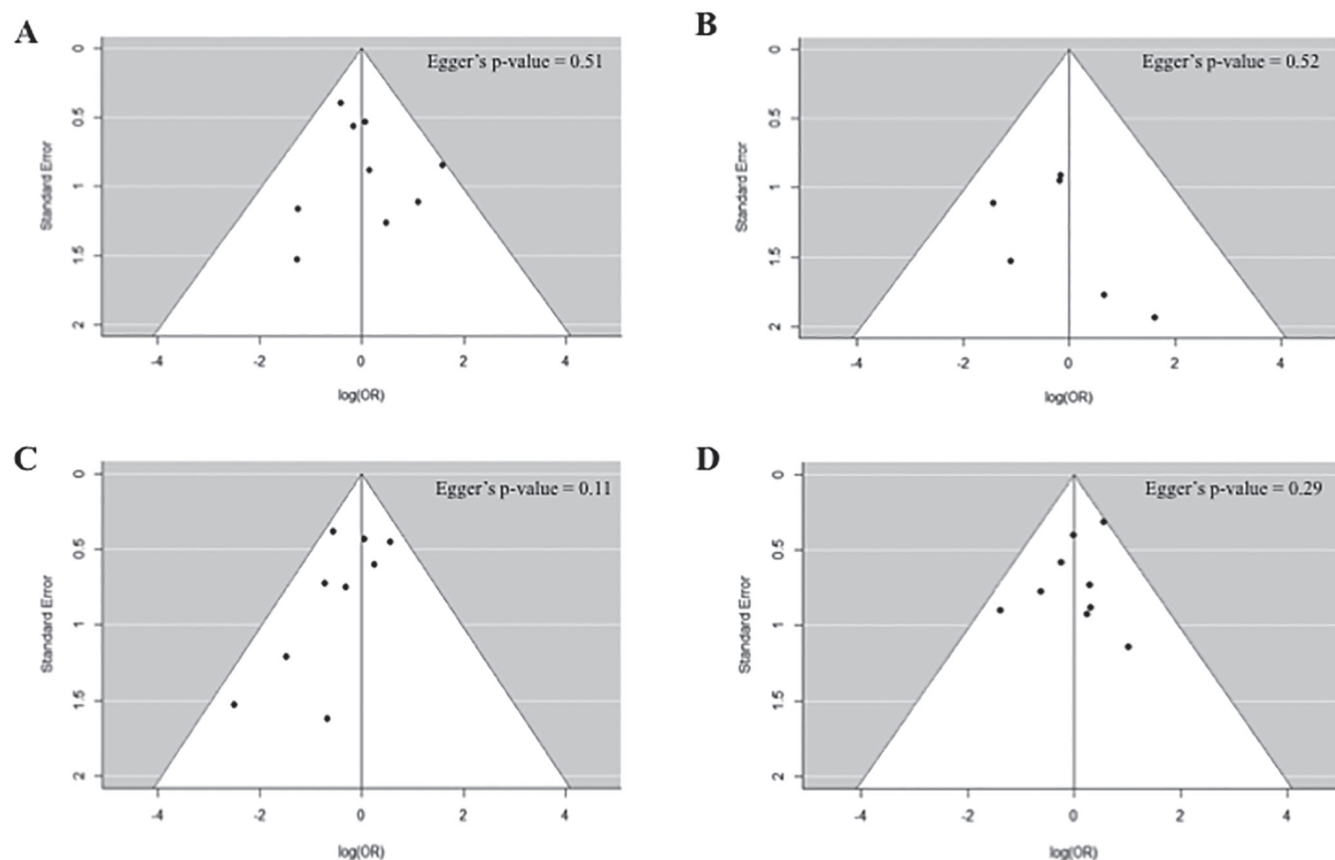 A
Egger's p-value = 0.51
0
0.5
1
1.5
2
Standard Error
-4
-2
0
2
4
log(OR)
B
Egger's p-value = 0.52
0
0.5
1
1.5
2
Standard Error
-4
-2
0
2
4
log(OR)
C
Egger's p-value = 0.11
0
0.5
1
1.5
2
Standard Error
-4
-2
0
2
4
log(OR)
D
Egger's p-value = 0.29
0
0.5
1
1.5
2
Standard Error
-4
-2
0
2
4
log(OR)